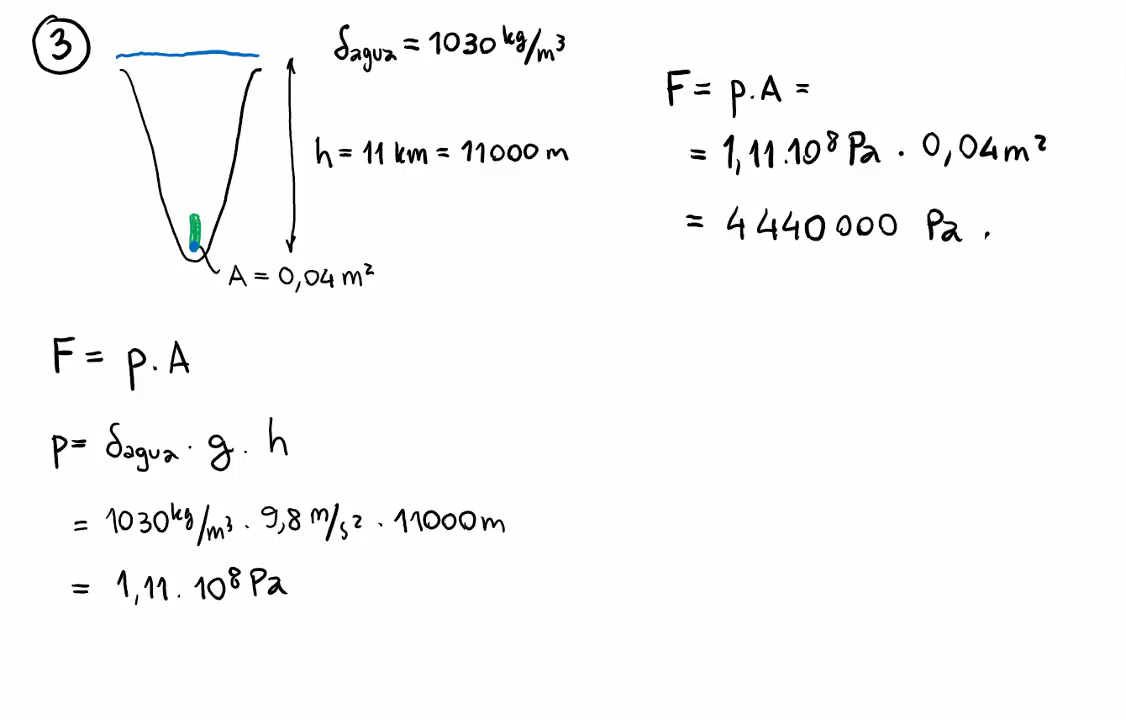 3
δagua = 1030 kg/m³
h = 11 km = 11000 m
A = 0,04 m²
F = p.A
p = δagua . g . h
= 1030 kg/m³ . 9,8 m/s² . 11000 m
= 1,11 . 10⁸ Pa
F = p.A =
= 1,11.10⁸ Pa . 0,04 m²
= 4440000 Pa .